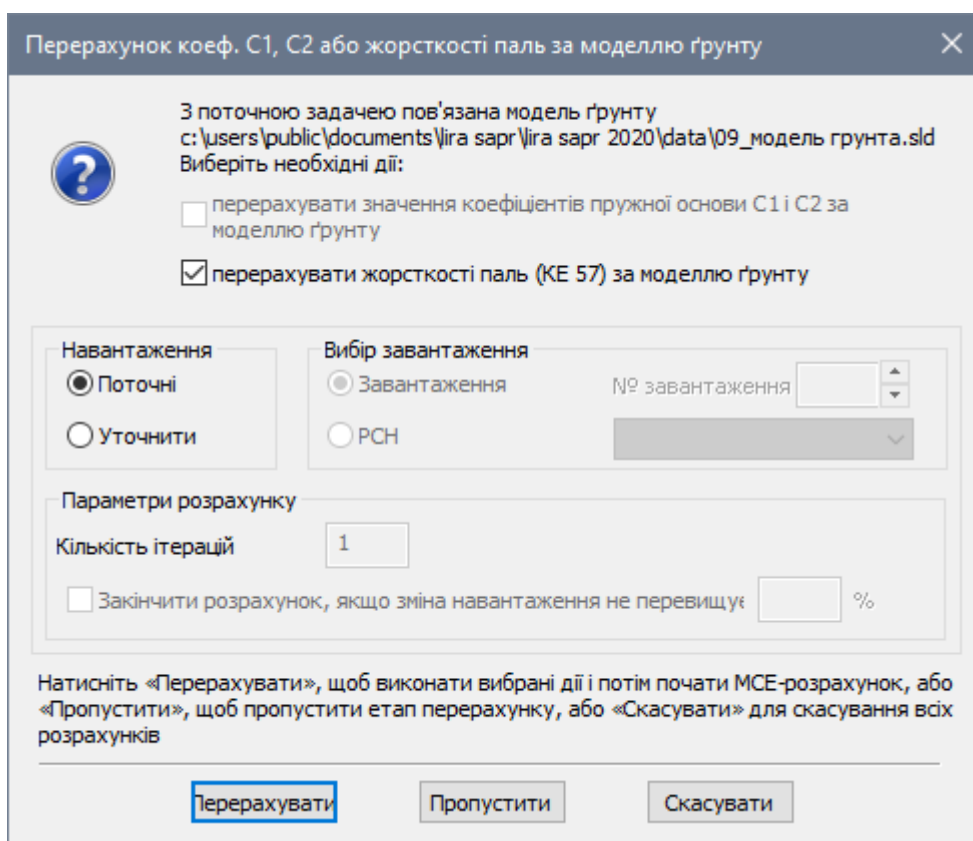 Перерахунок коеф. С1, С2 або жорсткості паль за моделлю ґрунту
З поточною задачею пов'язана модель ґрунту
c:\users\public\documents\lira sapr\lira sapr 2020\data\09_модель грунта.sld
Виберіть необхідні дії:
перерахувати значення коефіцієнтів пружної основи С1 і С2 за
моделлю ґрунту
перерахувати жорсткості паль (КЕ 57) за моделлю ґрунту
Навантаження
Поточні
Уточнити
Вибір завантаження
Завантаження
№ завантаження
РСН
Параметри розрахунку
Кількість ітерацій
1
Закінчити розрахунок, якщо зміна навантаження не перевищує
%
Натисніть «Перерахувати», щоб виконати вибрані дії і потім почати МСЕ-розрахунок, або
«Пропустити», щоб пропустити етап перерахунку, або «Скасувати» для скасування всіх
розрахунків
Перерахувати
Пропустити
Скасувати